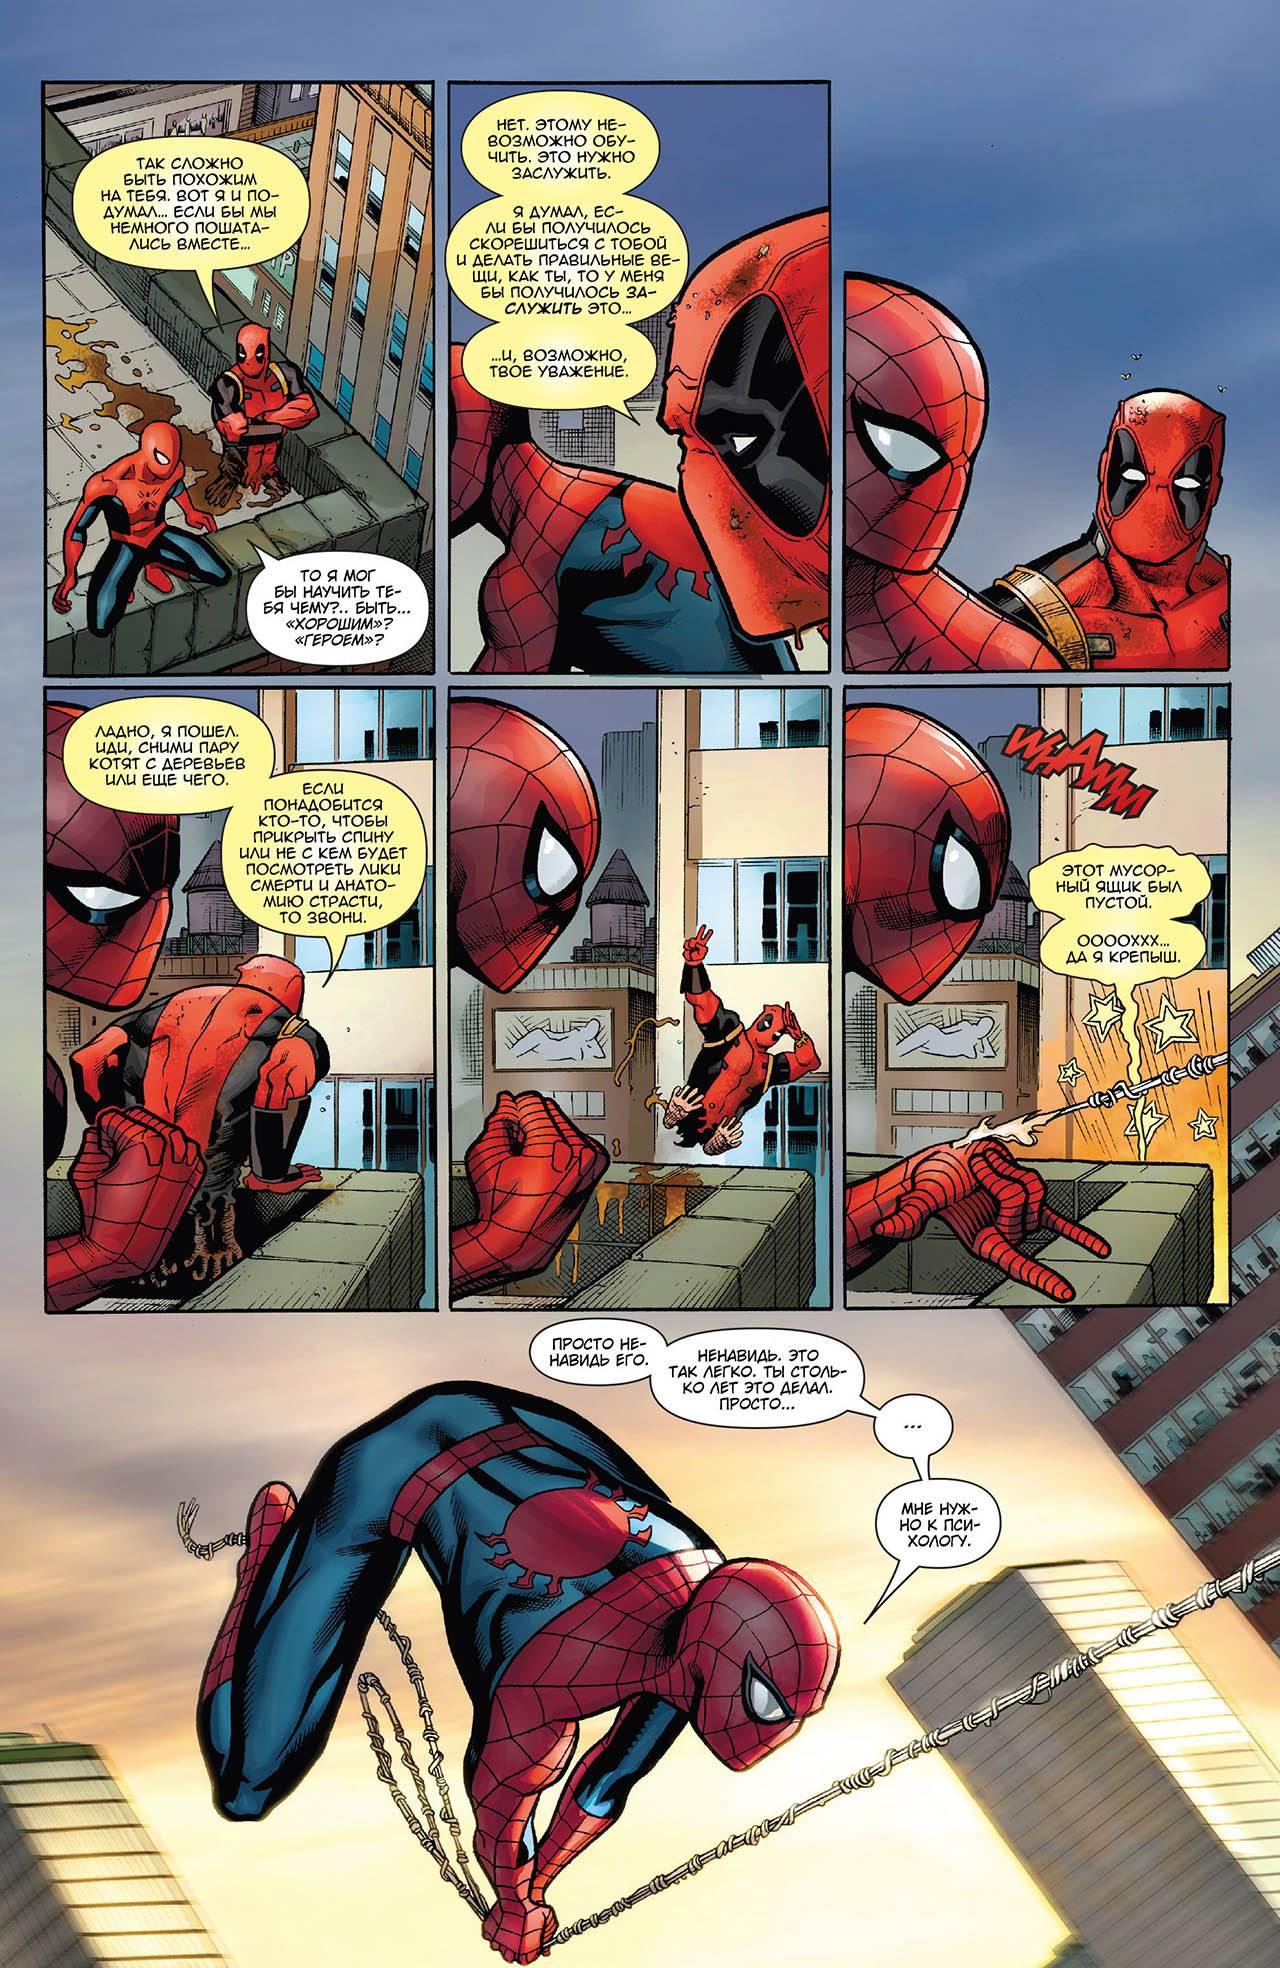 ТАК СЛОЖНО
БЫТЬ ПОХОЖИМ
НА ТЕБЯ. ВОТ Я И ПО-
ДУМАЛ... ЕСЛИ БЫ МЫ
НЕМНОГО ПОШАТА-
ЛИСЬ ВМЕСТЕ...
ТО Я МОГ
БЫ НАУЧИТЬ ТЕ-
БЯ ЧЕМУ?.. БЫТЬ...
«ХОРОШИМ»?
«ГЕРОЕМ»?
НЕТ. ЭТОМУ НЕ-
ВОЗМОЖНО ОБУ-
ЧИТЬ. ЭТО НУЖНО
ЗАСЛУЖИТЬ.
Я ДУМАЛ, ЕС-
ЛИ БЫ ПОЛУЧИЛОСЬ
СКОРЕШИТЬСЯ С ТОБОЙ
И ДЕЛАТЬ ПРАВИЛЬНЫЕ ВЕ-
ЩИ, КАК ТЫ, ТО У МЕНЯ
БЫ ПОЛУЧИЛОСЬ ЗА-
СЛУЖИТЬ ЭТО...
...И, ВОЗМОЖНО,
ТВОЕ УВАЖЕНИЕ.
ЛАДНО, Я ПОШЕЛ.
ИДИ, СНИМИ ПАРУ
КОТЯТ С ДЕРЕВЬЕВ
ИЛИ ЕЩЕ ЧЕГО.
ЕСЛИ
ПОНАДОБИТСЯ
КТО-ТО, ЧТОБЫ
ПРИКРЫТЬ СПИНУ
ИЛИ НЕ С КЕМ БУДЕТ
ПОСМОТРЕТЬ ЛИКИ
СМЕРТИ И АНАТО-
МИЮ СТРАСТИ,
ТО ЗВОНИ.
WHAMM
ЭТОТ МУСОР-
НЫЙ ЯЩИК БЫЛ
ПУСТОЙ.
ООООХХХ...
ДА Я КРЕПЫШ.
ПРОСТО НЕ-
НАВИДЬ ЕГО.
НЕНАВИДЬ. ЭТО
ТАК ЛЕГКО. ТЫ СТОЛЬ-
КО ЛЕТ ЭТО ДЕЛАЛ.
ПРОСТО...
...
МНЕ НУЖ-
НО К ПСИ-
ХОЛОГУ.